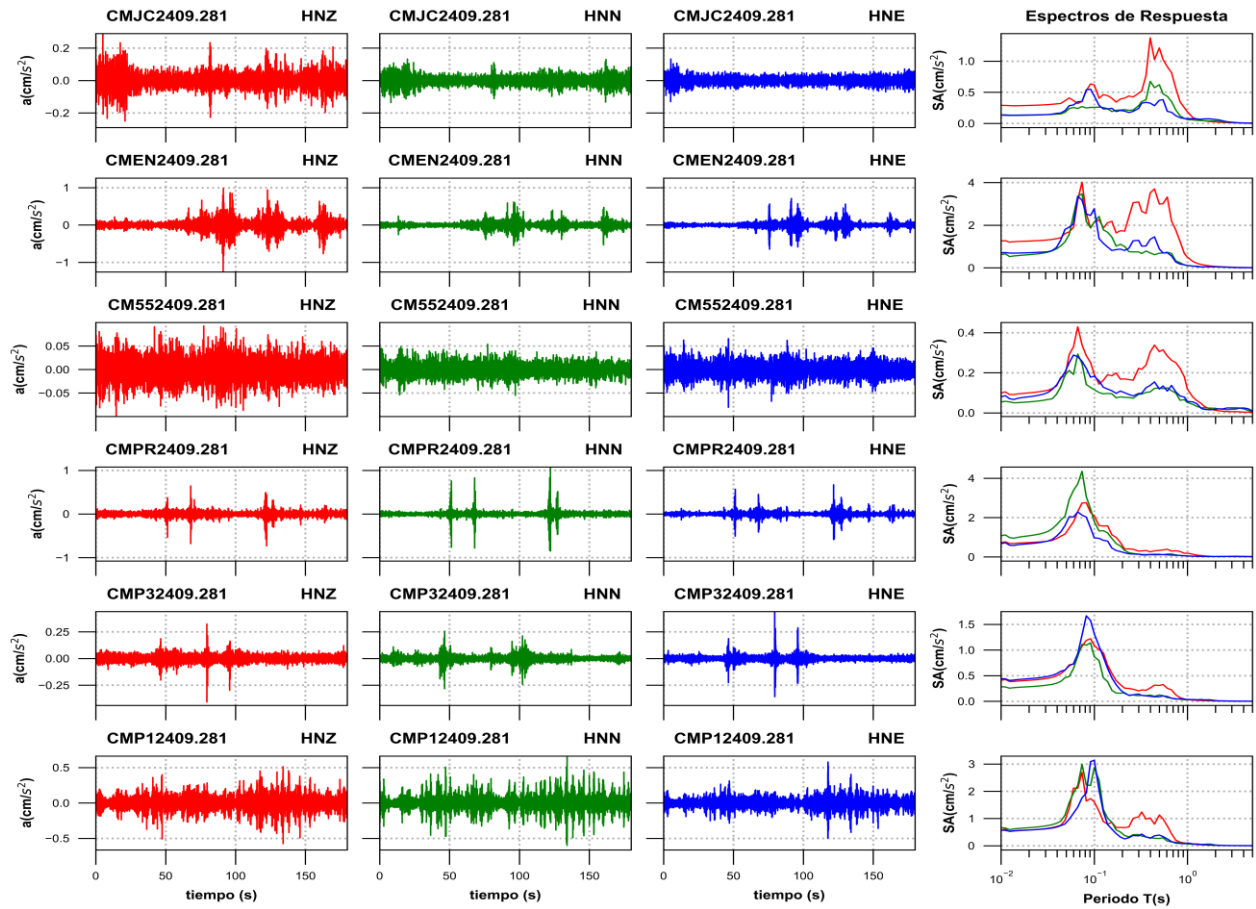 CMJC2409.281 HNZ CMJC2409.281 HNN CMJC2409.281 HNE Espectros de Respuesta
a(cm/s²)
0.2
0.0
−0.2
SA(cm/s²)
1.0
0.5
0.0
CMEN2409.281 HNZ CMEN2409.281 HNN CMEN2409.281 HNE
a(cm/s²)
1
0
−1
SA(cm/s²)
4
2
0
CM552409.281 HNZ CM552409.281 HNN CM552409.281 HNE
a(cm/s²)
0.05
0.00
−0.05
SA(cm/s²)
0.4
0.2
0.0
CMPR2409.281 HNZ CMPR2409.281 HNN CMPR2409.281 HNE
a(cm/s²)
1
0
−1
SA(cm/s²)
4
2
0
CMP32409.281 HNZ CMP32409.281 HNN CMP32409.281 HNE
a(cm/s²)
0.25
0.00
−0.25
SA(cm/s²)
1.5
1.0
0.5
0.0
CMP12409.281 HNZ CMP12409.281 HNN CMP12409.281 HNE
a(cm/s²)
0.5
0.0
−0.5
SA(cm/s²)
3
2
1
0
0 50 100 150 0 50 100 150 0 50 100 150 10⁻² 10⁻¹ 10⁰
tiempo (s) tiempo (s) tiempo (s) Periodo T(s)